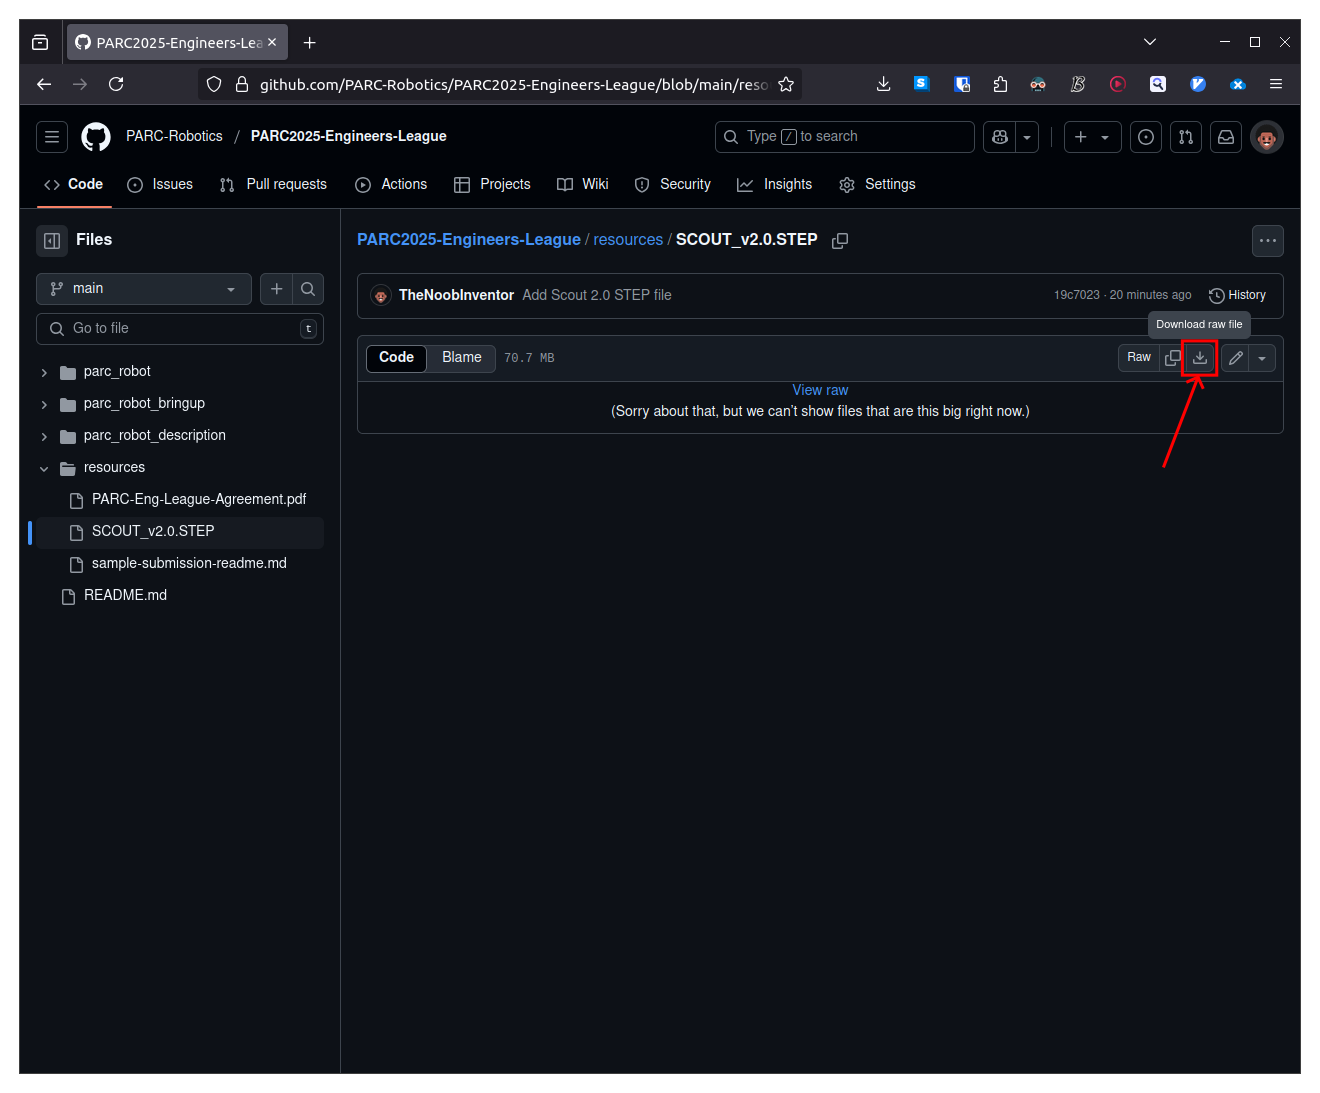 PARC2025-Engineers-Lea
github.com/PARC-Robotics/PARC2025-Engineers-League/blob/main/reso
PARC-Robotics / PARC2025-Engineers-League
Type / to search
Code Issues Pull requests Actions Projects Wiki Security Insights Settings
Files
PARC2025-Engineers-League / resources / SCOUT_v2.0.STEP
main
TheNoobInventor Add Scout 2.0 STEP file 19c7023 · 20 minutes ago History
Go to file t
Download raw file
Code Blame 70.7 MB Raw
View raw
(Sorry about that, but we can’t show files that are this big right now.)
parc_robot
parc_robot_bringup
parc_robot_description
resources
PARC-Eng-League-Agreement.pdf
SCOUT_v2.0.STEP
sample-submission-readme.md
README.md